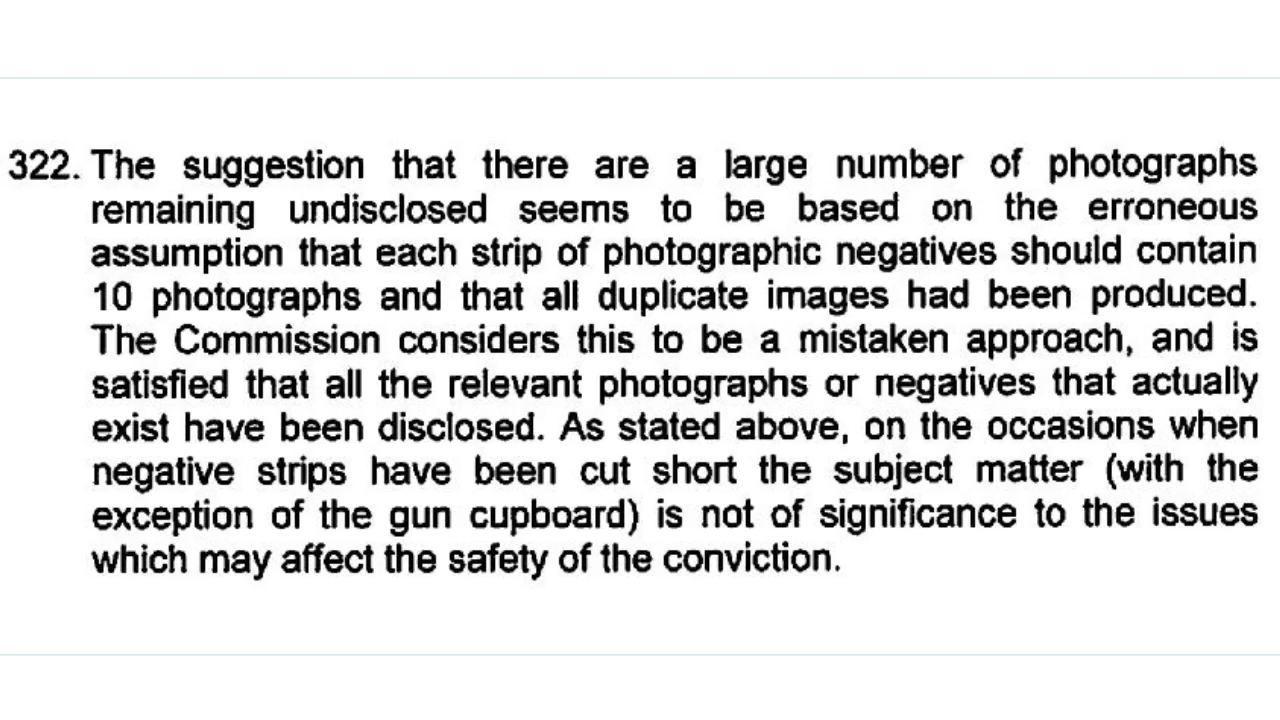 322. The suggestion that there are a large number of photographs
remaining undisclosed seems to be based on the erroneous
assumption that each strip of photographic negatives should contain
10 photographs and that all duplicate images had been produced.
The Commission considers this to be a mistaken approach, and is
satisfied that all the relevant photographs or negatives that actually
exist have been disclosed. As stated above, on the occasions when
negative strips have been cut short the subject matter (with the
exception of the gun cupboard) is not of significance to the issues
which may affect the safety of the conviction.